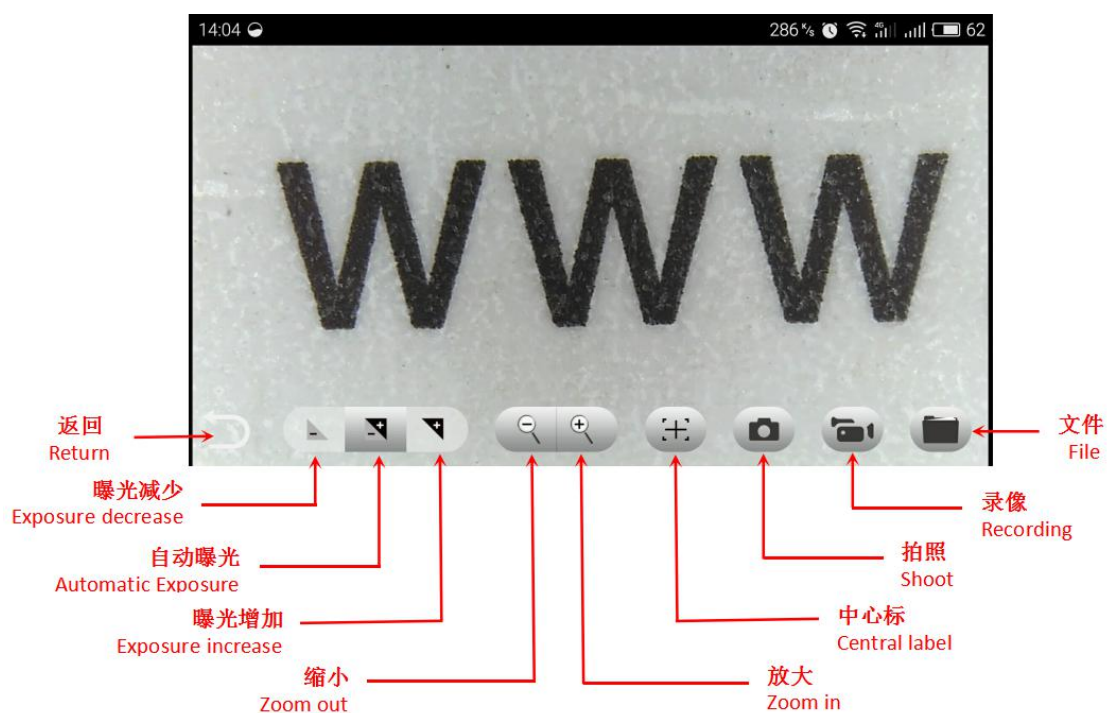 14:04 286 K/s 4G 62
WWW
返回
Return
文件
File
曝光减少
Exposure decrease
录像
Recording
自动曝光
Automatic Exposure
拍照
Shoot
曝光增加
Exposure increase
中心标
Central label
缩小
Zoom out
放大
Zoom in